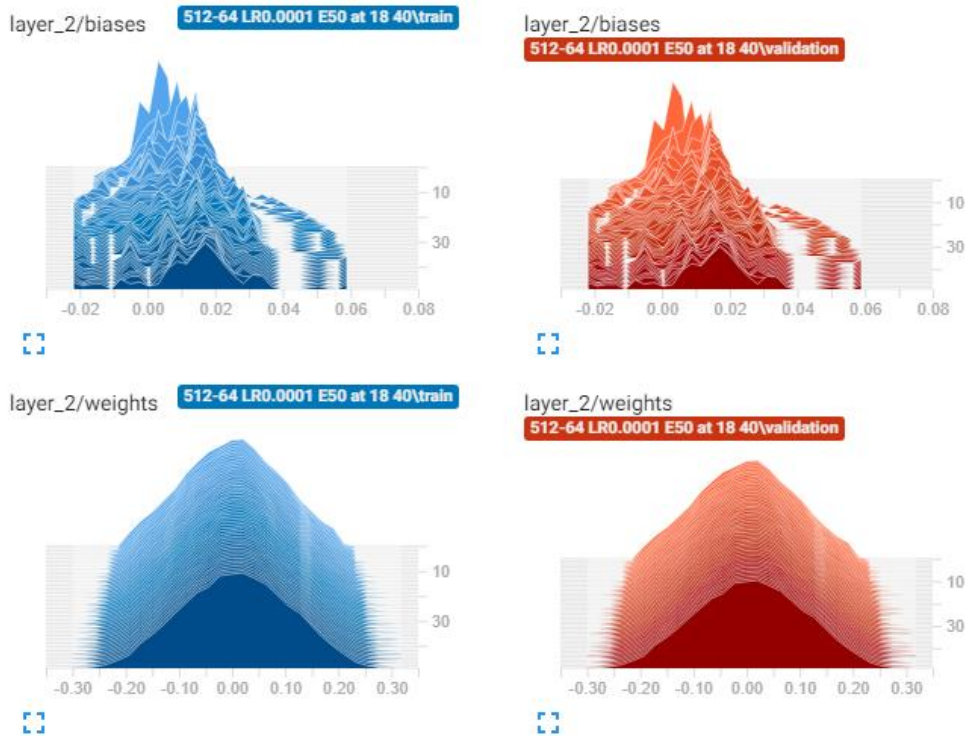 layer_2/biases
512-64 LR0.0001 E50 at 18 40\train
10
30
-0.02 0.00 0.02 0.04 0.06 0.08
layer_2/biases
512-64 LR0.0001 E50 at 18 40\validation
10
30
-0.02 0.00 0.02 0.04 0.06 0.08
layer_2/weights
512-64 LR0.0001 E50 at 18 40\train
10
30
-0.30 -0.20 -0.10 0.00 0.10 0.20 0.30
layer_2/weights
512-64 LR0.0001 E50 at 18 40\validation
10
30
-0.30 -0.20 -0.10 0.00 0.10 0.20 0.30